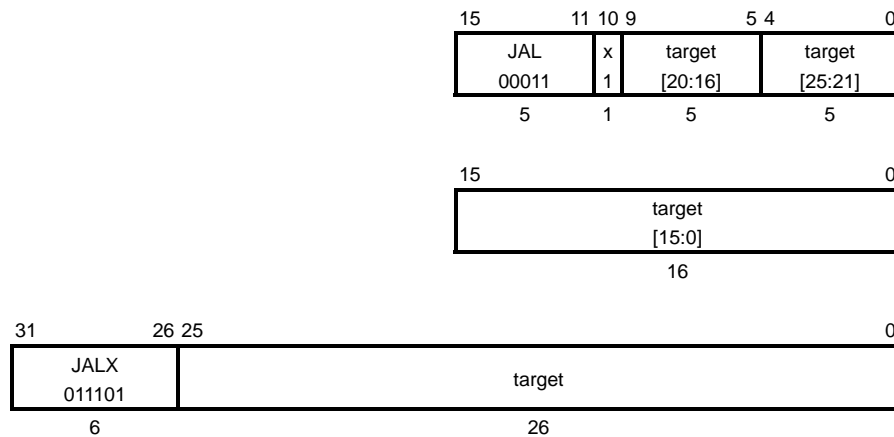 15 11 10 9 5 4 0
JAL x target target
00011 1 [20:16] [25:21]
5 1 5 5
15 0
target
[15:0]
16
31 26 25 0
JALX target
011101
6 26